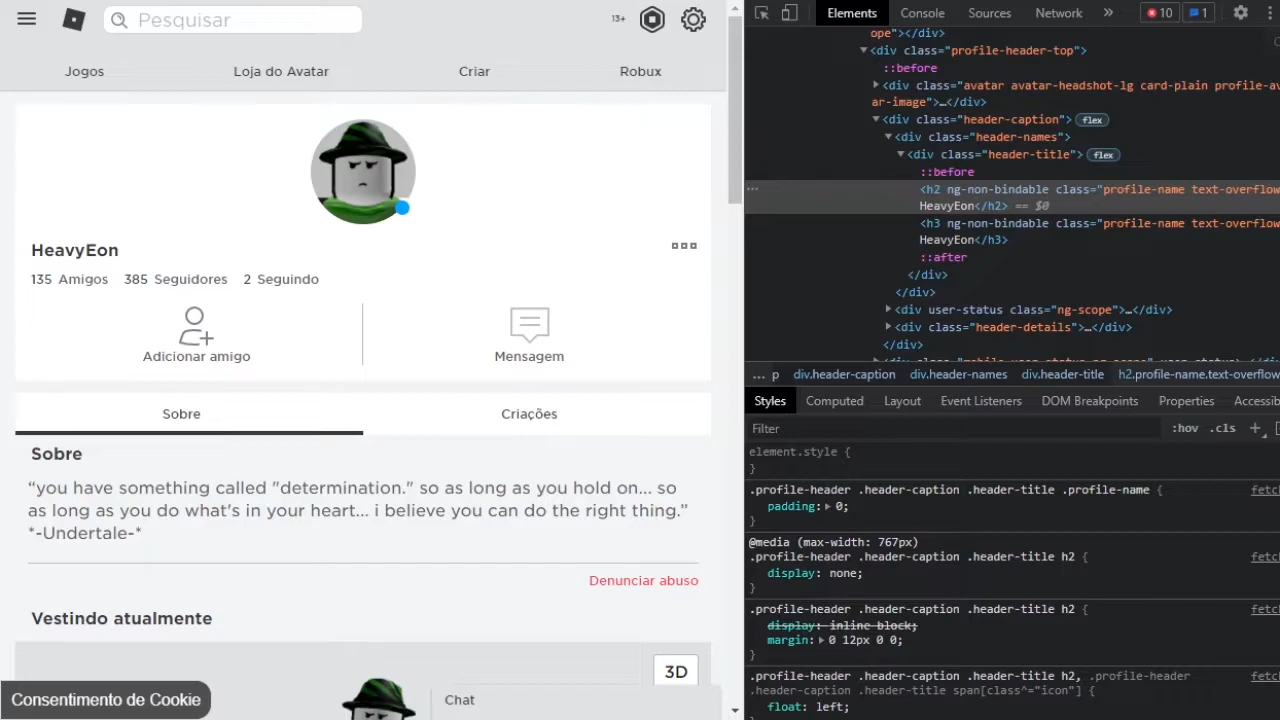 Pesquisar
13+
Jogos
Loja do Avatar
Criar
Robux
HeavyEon
135 Amigos 385 Seguidores 2 Seguindo
Adicionar amigo
Mensagem
Sobre
Criações
Sobre
“you have something called "determination." so as long as you hold on... so
as long as you do what's in your heart... i believe you can do the right thing.”
*-Undertale-*
Denunciar abuso
Vestindo atualmente
3D
Chat
Consentimento de Cookie
Elements Console Sources Network » 10 1
ope"></div>
<div class="profile-header-top">
::before
<div class="avatar avatar-headshot-lg card-plain profile-av
ar-image">…</div>
<div class="header-caption"> flex
<div class="header-names">
<div class="header-title"> flex
::before
… <h2 ng-non-bindable class="profile-name text-overflow
HeavyEon</h2> == $0
<h3 ng-non-bindable class="profile-name text-overflow
HeavyEon</h3>
::after
</div>
</div>
<div user-status class="ng-scope">…</div>
<div class="header-details">…</div>
</div>
… p div.header-caption div.header-names div.header-title h2.profile-name.text-overflow
Styles Computed Layout Event Listeners DOM Breakpoints Properties Accessib
Filter :hov .cls +
element.style {
}
.profile-header .header-caption .header-title .profile-name { fetch
padding: 0;
}
@media (max-width: 767px)
.profile-header .header-caption .header-title h2 { fetch
display: none;
}
.profile-header .header-caption .header-title h2 { fetch
display: inline-block;
margin: 0 12px 0 0;
}
.profile-header .header-caption .header-title h2, .profile-header fetch
.header-caption .header-title span[class^="icon"] {
float: left;